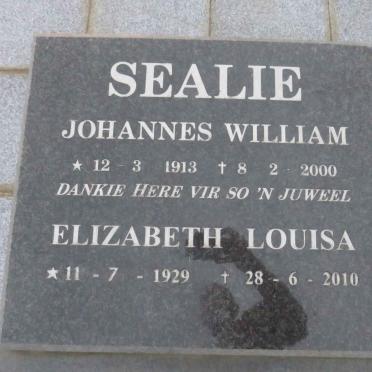 SEALIE
JOHANNES WILLIAM
★ 12 - 3 1913 † 8 - 2 - 2000
DANKIE HERE VIR SO 'N JUWEEL
ELIZABETH LOUISA
★ 11 - 7 - 1929 † 28 - 6 - 2010